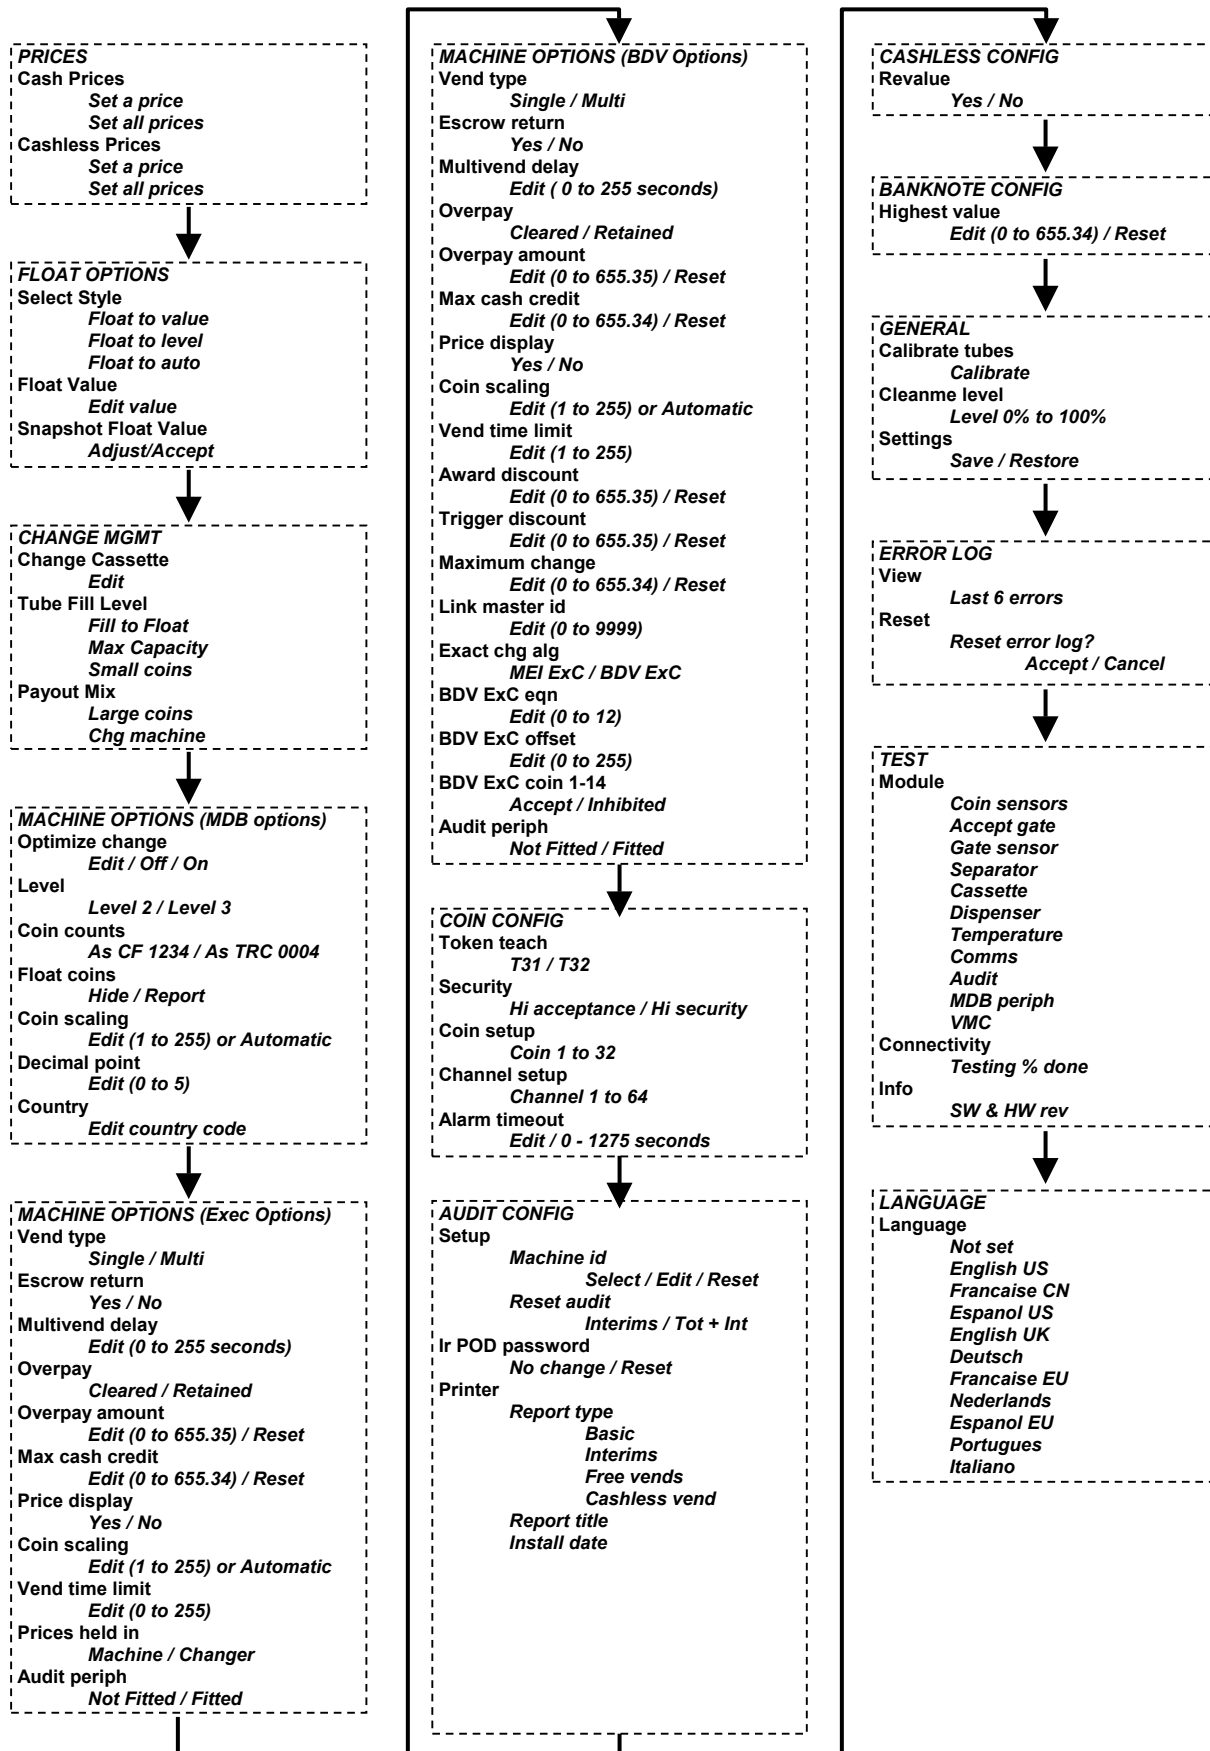 PRICES
Cash Prices
Set a price
Set all prices
Cashless Prices
Set a price
Set all prices
FLOAT OPTIONS
Select Style
Float to value
Float to level
Float to auto
Float Value
Edit value
Snapshot Float Value
Adjust/Accept
CHANGE MGMT
Change Cassette
Edit
Tube Fill Level
Fill to Float
Max Capacity
Small coins
Payout Mix
Large coins
Chg machine
MACHINE OPTIONS (MDB options)
Optimize change
Edit / Off / On
Level
Level 2 / Level 3
Coin counts
As CF 1234 / As TRC 0004
Float coins
Hide / Report
Coin scaling
Edit (1 to 255) or Automatic
Decimal point
Edit (0 to 5)
Country
Edit country code
MACHINE OPTIONS (Exec Options)
Vend type
Single / Multi
Escrow return
Yes / No
Multivend delay
Edit (0 to 255 seconds)
Overpay
Cleared / Retained
Overpay amount
Edit (0 to 655.35) / Reset
Max cash credit
Edit (0 to 655.34) / Reset
Price display
Yes / No
Coin scaling
Edit (1 to 255) or Automatic
Vend time limit
Edit (0 to 255)
Prices held in
Machine / Changer
Audit periph
Not Fitted / Fitted
MACHINE OPTIONS (BDV Options)
Vend type
Single / Multi
Escrow return
Yes / No
Multivend delay
Edit ( 0 to 255 seconds)
Overpay
Cleared / Retained
Overpay amount
Edit (0 to 655.35) / Reset
Max cash credit
Edit (0 to 655.34) / Reset
Price display
Yes / No
Coin scaling
Edit (1 to 255) or Automatic
Vend time limit
Edit (1 to 255)
Award discount
Edit (0 to 655.35) / Reset
Trigger discount
Edit (0 to 655.35) / Reset
Maximum change
Edit (0 to 655.34) / Reset
Link master id
Edit (0 to 9999)
Exact chg alg
MEI ExC / BDV ExC
BDV ExC eqn
Edit (0 to 12)
BDV ExC offset
Edit (0 to 255)
BDV ExC coin 1-14
Accept / Inhibited
Audit periph
Not Fitted / Fitted
COIN CONFIG
Token teach
T31 / T32
Security
Hi acceptance / Hi security
Coin setup
Coin 1 to 32
Channel setup
Channel 1 to 64
Alarm timeout
Edit / 0 - 1275 seconds
AUDIT CONFIG
Setup
Machine id
Select / Edit / Reset
Reset audit
Interims / Tot + Int
Ir POD password
No change / Reset
Printer
Report type
Basic
Interims
Free vends
Cashless vend
Report title
Install date
CASHLESS CONFIG
Revalue
Yes / No
BANKNOTE CONFIG
Highest value
Edit (0 to 655.34) / Reset
GENERAL
Calibrate tubes
Calibrate
Cleanme level
Level 0% to 100%
Settings
Save / Restore
ERROR LOG
View
Last 6 errors
Reset
Reset error log?
Accept / Cancel
TEST
Module
Coin sensors
Accept gate
Gate sensor
Separator
Cassette
Dispenser
Temperature
Comms
Audit
MDB periph
VMC
Connectivity
Testing % done
Info
SW & HW rev
LANGUAGE
Language
Not set
English US
Francaise CN
Espanol US
English UK
Deutsch
Francaise EU
Nederlands
Espanol EU
Portugues
Italiano